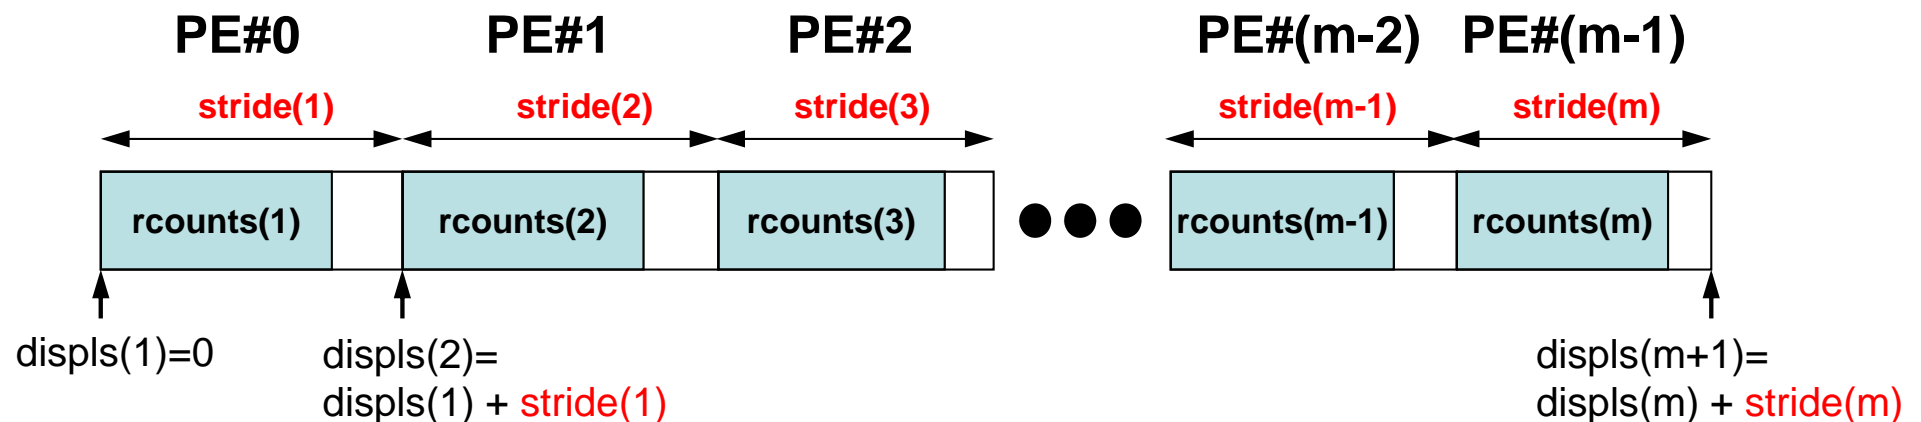 PE#0 PE#1 PE#2 PE#(m-2) PE#(m-1)
stride(1) stride(2) stride(3) stride(m-1) stride(m)
rcounts(1) rcounts(2) rcounts(3) rcounts(m-1) rcounts(m)
displs(1)=0
displs(2)=
displs(1) + stride(1)
displs(m+1)=
displs(m) + stride(m)